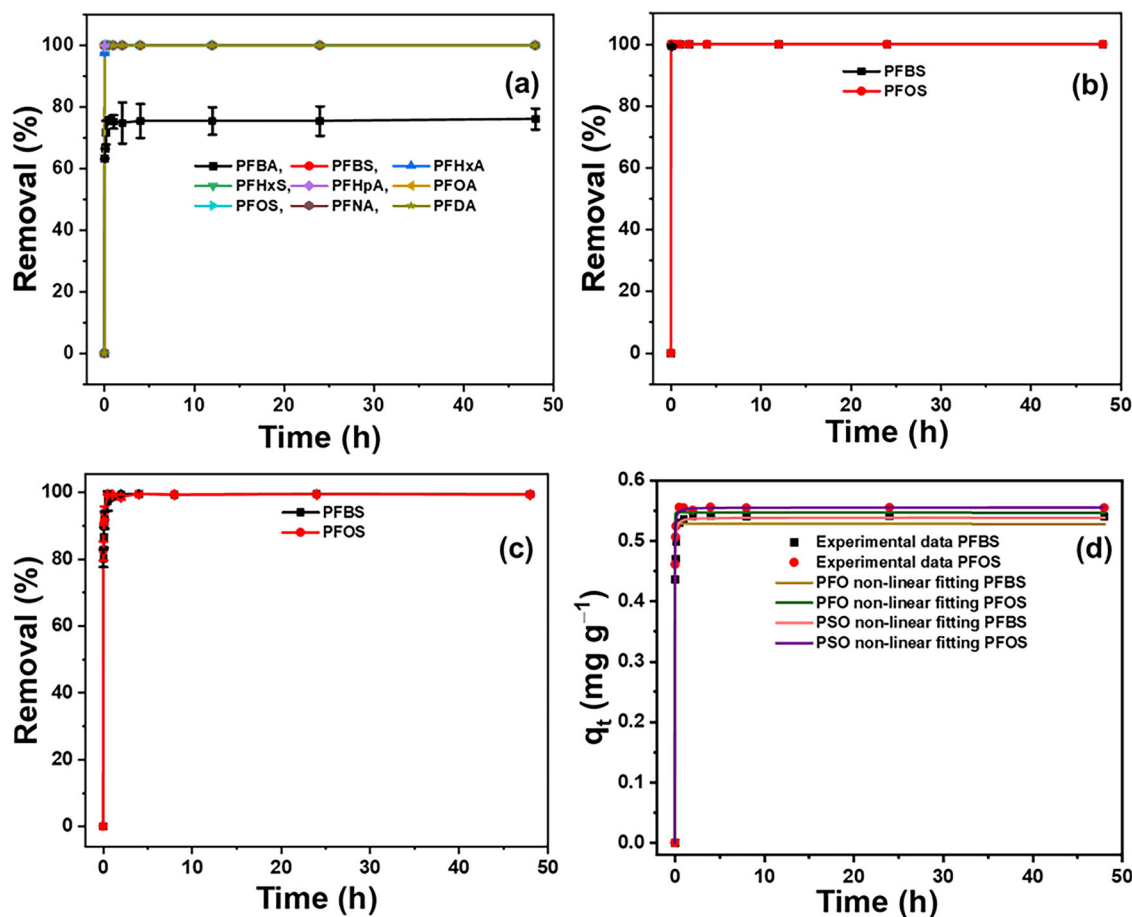 (a)
Removal (%)
100
80
60
40
20
0
PFBA, PFBS, PFHxA
PFHxS, PFHpA, PFOA
PFOS, PFNA, PFDA
0 10 20 30 40 50
Time (h)
(b)
Removal (%)
100
80
60
40
20
0
PFBS
PFOS
0 10 20 30 40 50
Time (h)
(c)
Removal (%)
100
80
60
40
20
0
PFBS
PFOS
0 10 20 30 40 50
Time (h)
(d)
qt (mg g⁻¹)
0.6
0.5
0.4
0.3
0.2
0.1
0.0
Experimental data PFBS
Experimental data PFOS
PFO non-linear fitting PFBS
PFO non-linear fitting PFOS
PSO non-linear fitting PFBS
PSO non-linear fitting PFOS
0 10 20 30 40 50
Time (h)